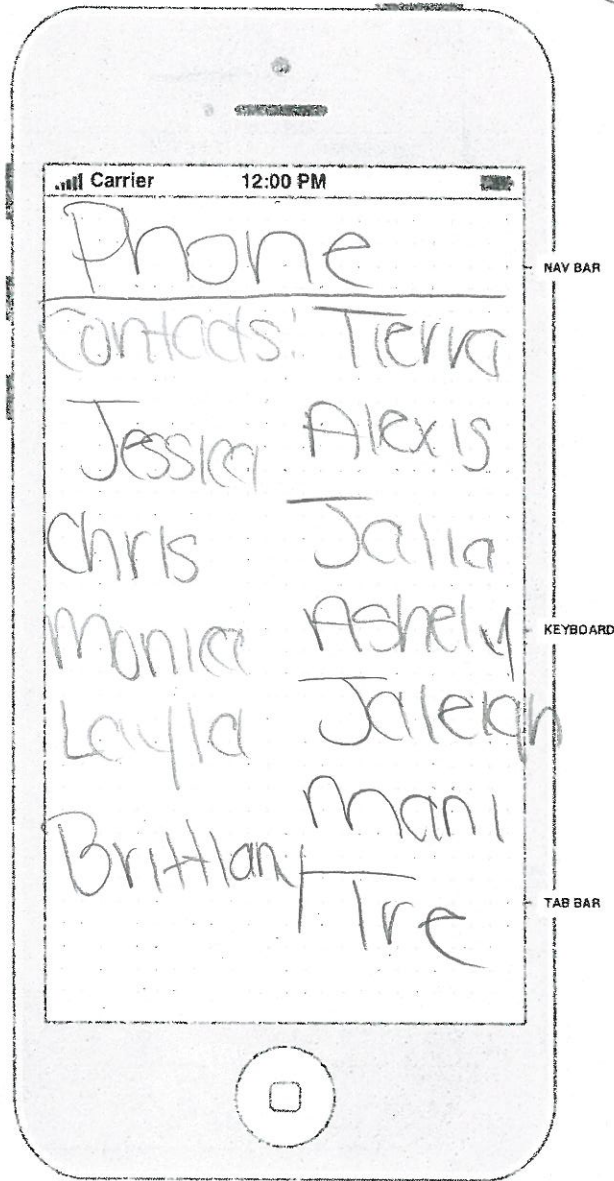 Carrier 12:00 PM
Phone
NAV BAR
Contacts: Tierra
Jessica Alexis
Chris Jalia
Monica Ashely
KEYBOARD
Layla Jaleigh
Mani
Brittlany
Tre
TAB BAR